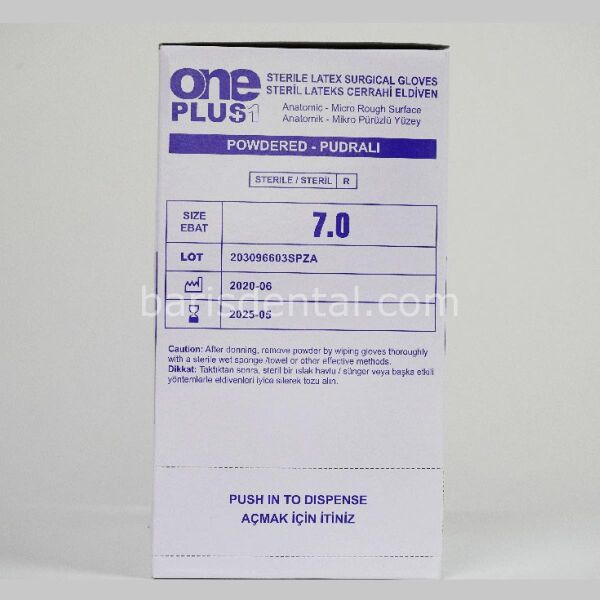 one
PLUS1
STERILE LATEX SURGICAL GLOVES
STERİL LATEKS CERRAHİ ELDİVEN
Anatomic - Micro Rough Surface
Anatomik - Mikro Pürüzlü Yüzey
POWDERED - PUDRALI
STERILE / STERİL R
SIZE
EBAT
7.0
LOT 203096603SPZA
2020-06
barisdental.com
2025-05
Caution: After donning, remove powder by wiping gloves thoroughly
with a sterile wet sponge /towel or other effective methods.
Dikkat: Taktıktan sonra, steril bir ıslak havlu / sünger veya başka etkili
yöntemlerle eldivenleri iyice silerek tozu alın.
PUSH IN TO DISPENSE
AÇMAK İÇİN İTİNİZ